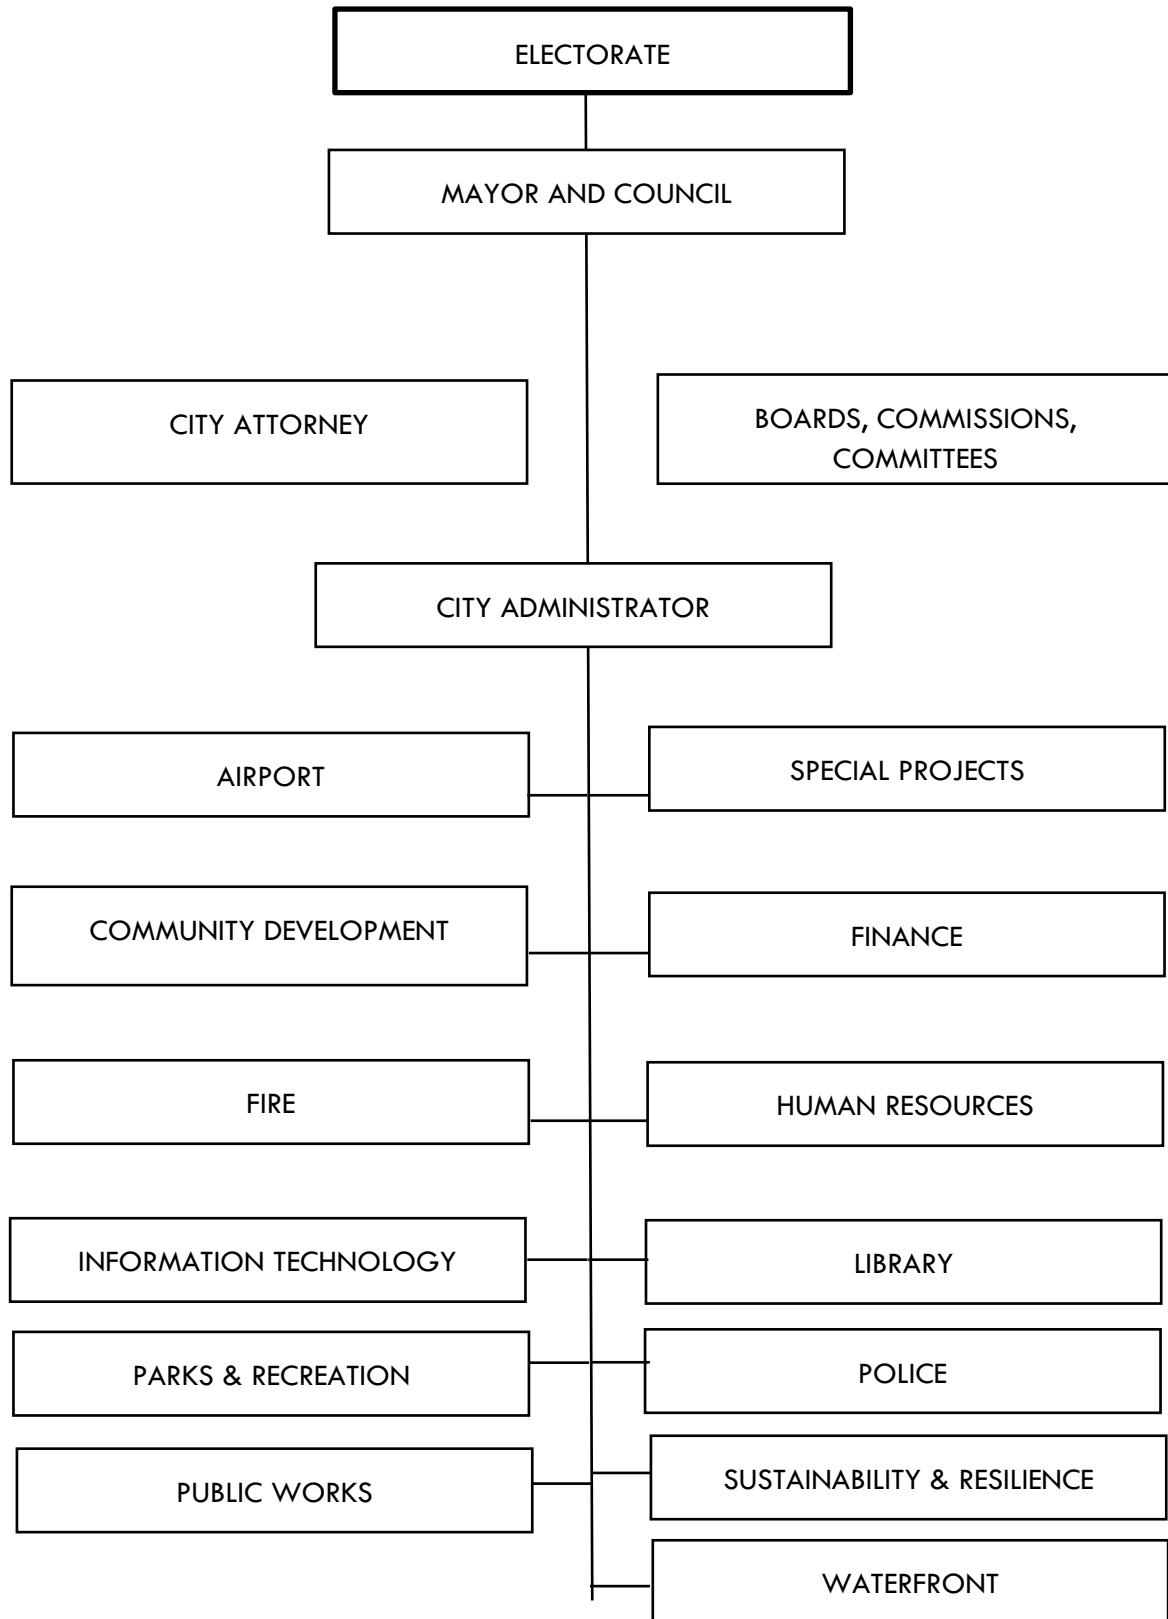 ELECTORATE
MAYOR AND COUNCIL
CITY ATTORNEY
BOARDS, COMMISSIONS,
COMMITTEES
CITY ADMINISTRATOR
AIRPORT
SPECIAL PROJECTS
COMMUNITY DEVELOPMENT
FINANCE
FIRE
HUMAN RESOURCES
INFORMATION TECHNOLOGY
LIBRARY
PARKS & RECREATION
POLICE
PUBLIC WORKS
SUSTAINABILITY & RESILIENCE
WATERFRONT